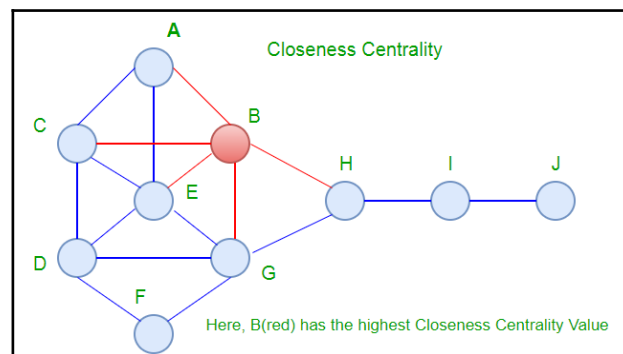 A
Closeness Centrality
C
B
H
I
J
E
D
G
F
Here, B(red) has the highest Closeness Centrality Value